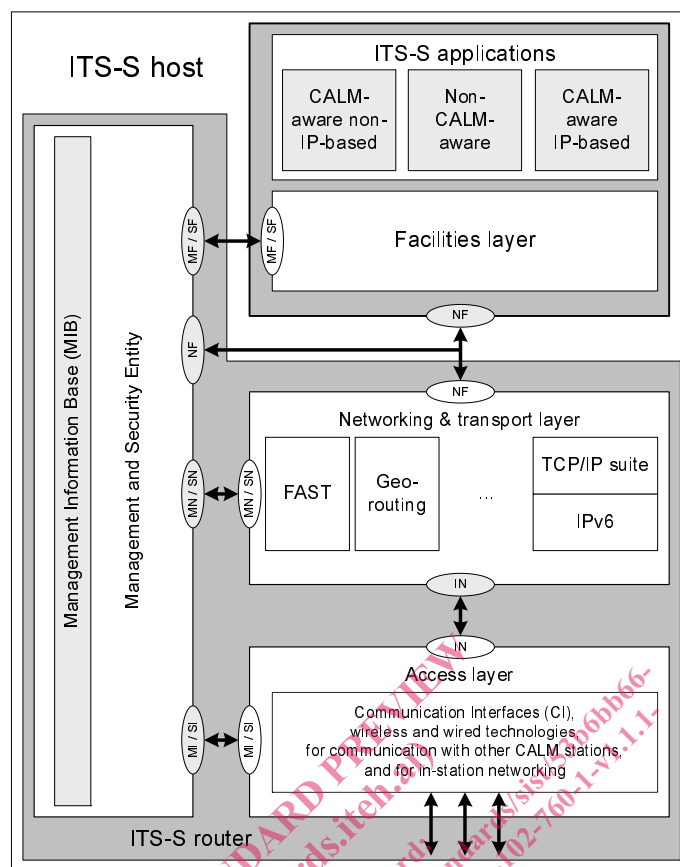 ITS-S host
ITS-S applications
CALM-
aware non-
IP-based
Non-
CALM-
aware
CALM-
aware
IP-based
Facilities layer
MF / SF
MF / SF
NF
NF
NF
Management Information Base (MIB)
Management and Security Entity
Networking & transport layer
FAST
Geo-
routing
...
TCP/IP suite
IPv6
MN / SN
MN / SN
IN
IN
Access layer
Communication Interfaces (CI),
wireless and wired technologies,
for communication with other CALM stations,
and for in-station networking
MI / SI
MI / SI
ITS-S router
PREVIEW